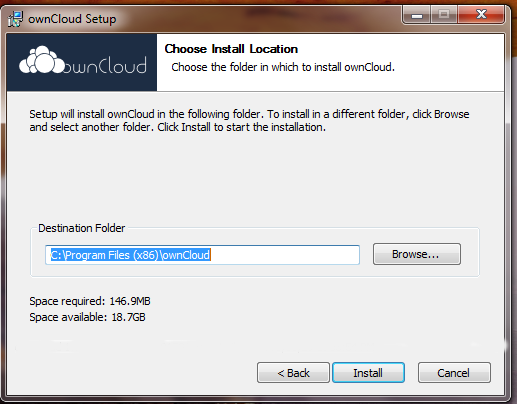 ownCloud Setup
ownCloud
Choose Install Location
Choose the folder in which to install ownCloud.
Setup will install ownCloud in the following folder. To install in a different folder, click Browse
and select another folder. Click Install to start the installation.
Destination Folder
C:\Program Files (x86)\ownCloud
Browse...
Space required: 146.9MB
Space available: 18.7GB
< Back
Install
Cancel